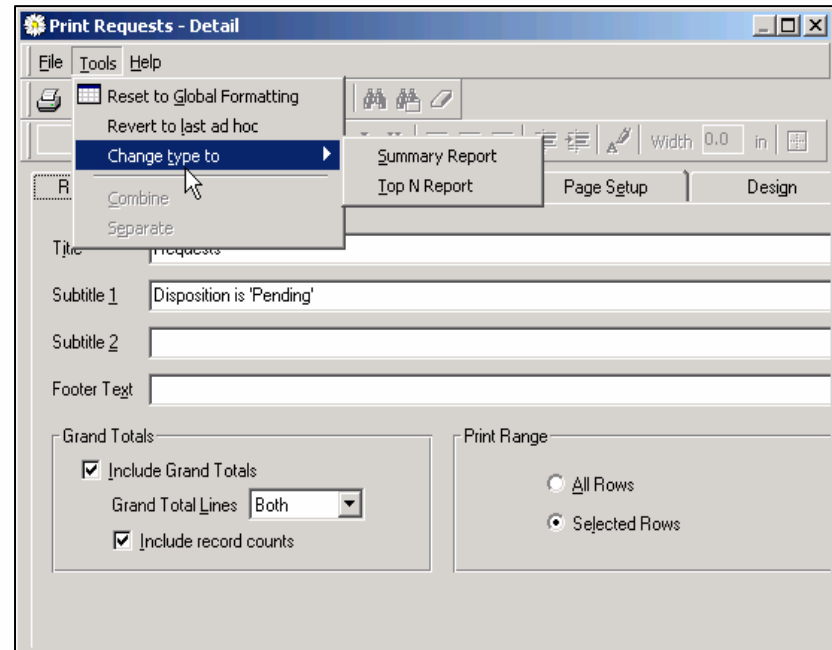 Print Requests - Detail
File Tools Help
Reset to Global Formatting
Revert to last ad hoc
Change type to
Combine
Separate
Summary Report
Top N Report
Width 0.0 in
R Page Setup Design
Title Requests
Subtitle 1 Disposition is 'Pending'
Subtitle 2
Footer Text
Grand Totals
Include Grand Totals
Grand Total Lines Both
Include record counts
Print Range
All Rows
Selected Rows